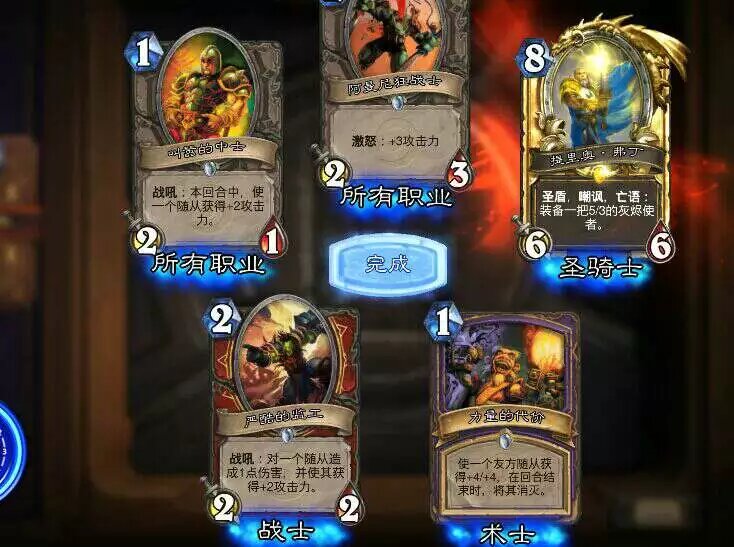 1
叫嚣的中士
战吼：本回合中，使
一个随从获得+2攻击
力。
2
1
所有职业
阿曼尼狂战士
激怒：+3攻击力
2
3
所有职业
8
提里奥·弗丁
圣盾，嘲讽，亡语：
装备一把5/3的灰烬使
者。
6
6
圣骑士
完成
2
严酷的监工
战吼：对一个随从造
成1点伤害，并使其获
得+2攻击力。
2
2
战士
1
力量的代价
使一个友方随从获
得+4/+4，在回合结
束时，将其消灭。
术士
3